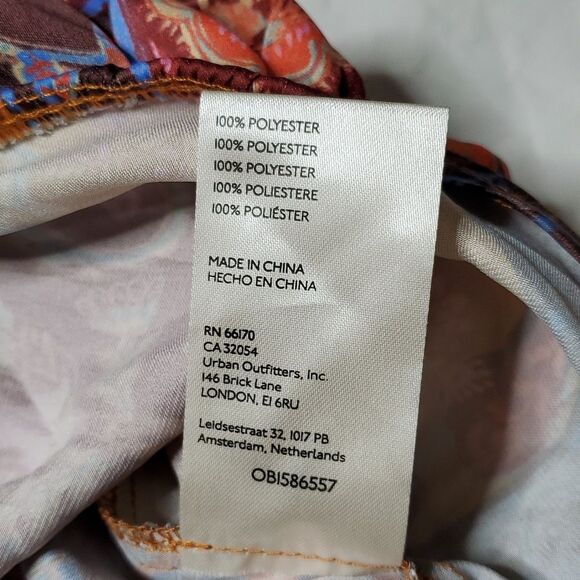 100% POLYESTER
100% POLYESTER
100% POLYESTER
100% POLIESTERE
100% POLIÉSTER
MADE IN CHINA
HECHO EN CHINA
RN 66170
CA 32054
Urban Outfitters, Inc.
146 Brick Lane
LONDON, E1 6RU
Leidsestraat 32, 1017 PB
Amsterdam, Netherlands
OB1586557